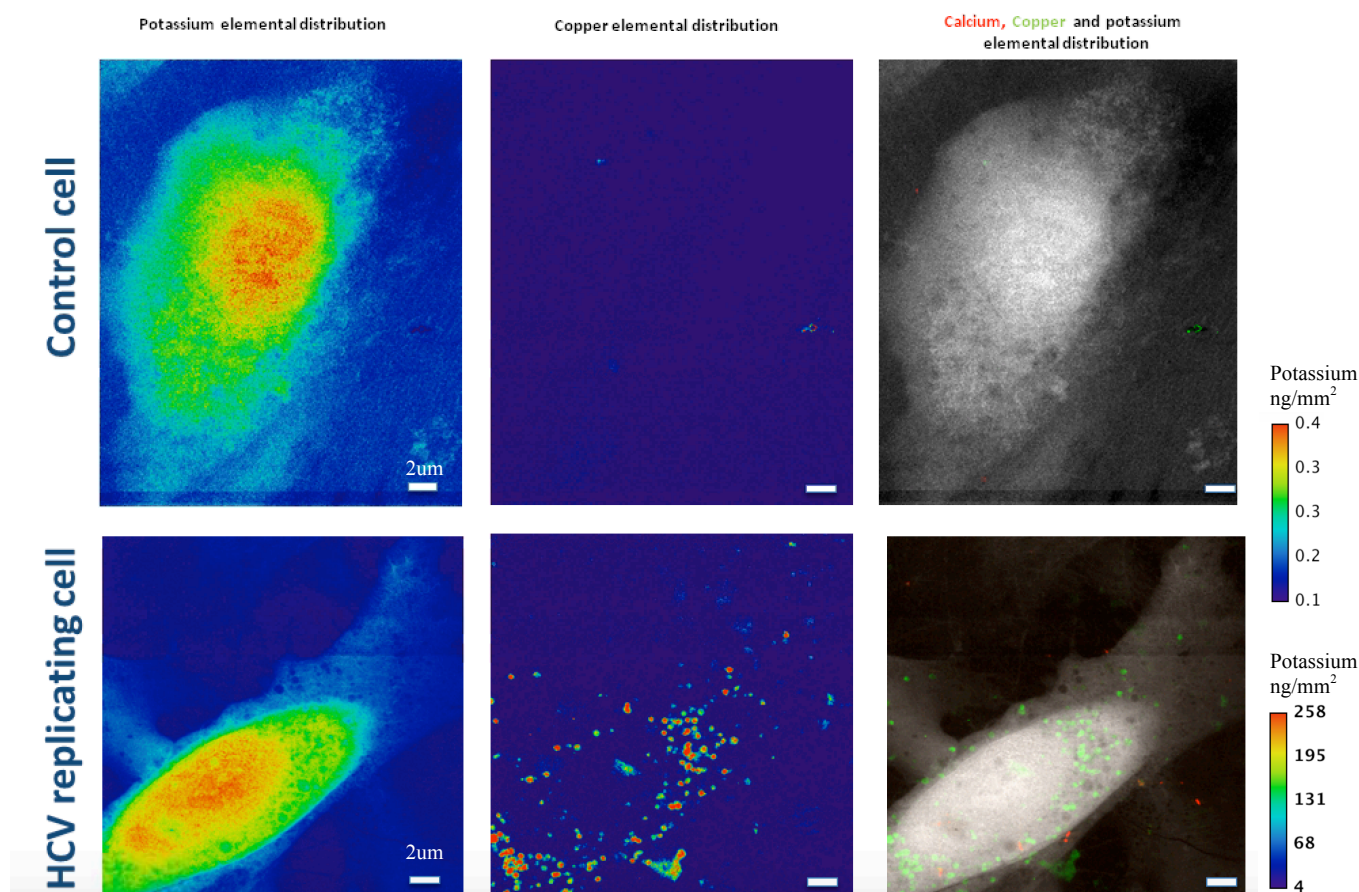 Potassium elemental distribution
Copper elemental distribution
Calcium, Copper and potassium
elemental distribution
Control cell
2um
Potassium
ng/mm²
0.4
0.3
0.3
0.2
0.1
HCV replicating cell
2um
Potassium
ng/mm²
258
195
131
68
4